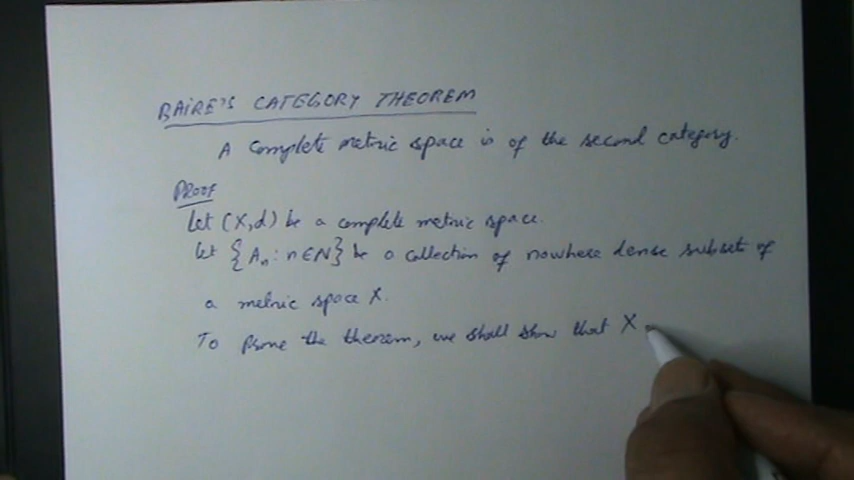 BAIRE'S CATEGORY THEOREM
A complete metric space is of the second category.
PROOF
Let (X,d) be a complete metric space.
Let {Aₙ : n∈N} be a collection of nowhere dense subsets of
a metric space X.
To prove the theorem, we shall show that X